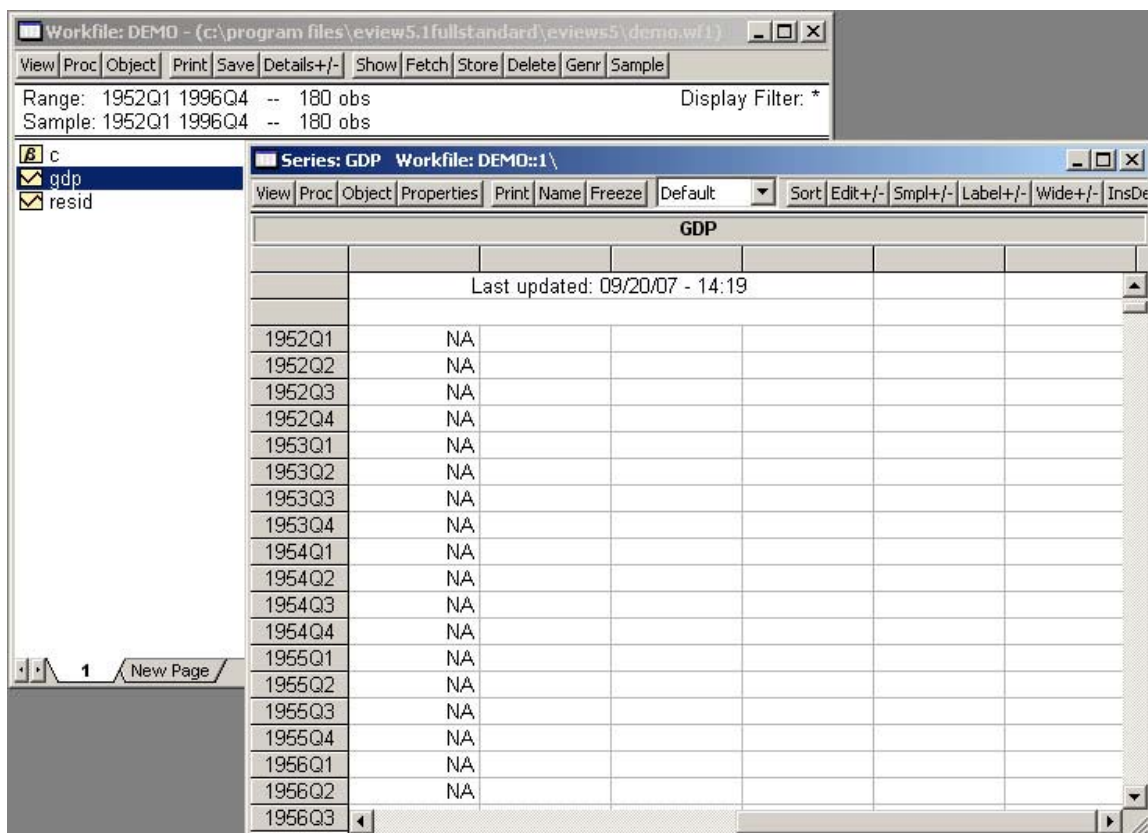 Workfile: DEMO - (c:\program files\eview5.1fullstandard\eviews5\demo.wf1)
View Proc Object Print Save Details+/- Show Fetch Store Delete Genr Sample
Range: 1952Q1 1996Q4 -- 180 obs Display Filter: *
Sample: 1952Q1 1996Q4 -- 180 obs
β c
gdp
resid
1 New Page
Series: GDP Workfile: DEMO::1\
View Proc Object Properties Print Name Freeze Default Sort Edit+/- Smpl+/- Label+/- Wide+/- InsDe
GDP
Last updated: 09/20/07 - 14:19
1952Q1 NA
1952Q2 NA
1952Q3 NA
1952Q4 NA
1953Q1 NA
1953Q2 NA
1953Q3 NA
1953Q4 NA
1954Q1 NA
1954Q2 NA
1954Q3 NA
1954Q4 NA
1955Q1 NA
1955Q2 NA
1955Q3 NA
1955Q4 NA
1956Q1 NA
1956Q2 NA
1956Q3